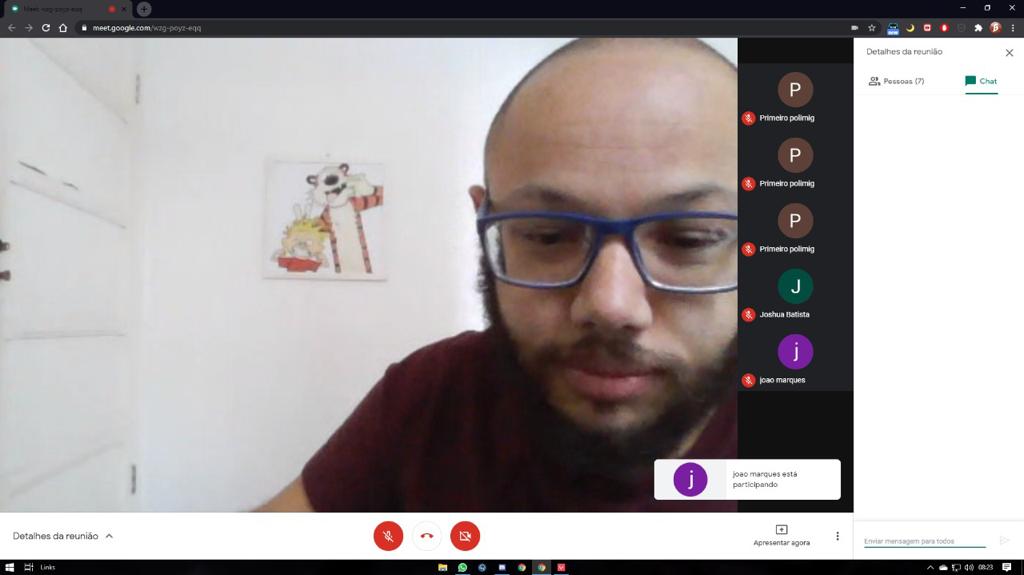 Meet: wzg-poyz-eqq
meet.google.com/wzg-poyz-eqq
Detalhes da reunião
Pessoas (7)
Chat
P
Primeiro polimig
P
Primeiro polimig
P
Primeiro polimig
J
Joshua Batista
j
joao marques
j
joao marques está
participando
Detalhes da reunião
Apresentar agora
Enviar mensagem para todos
Links
08:23